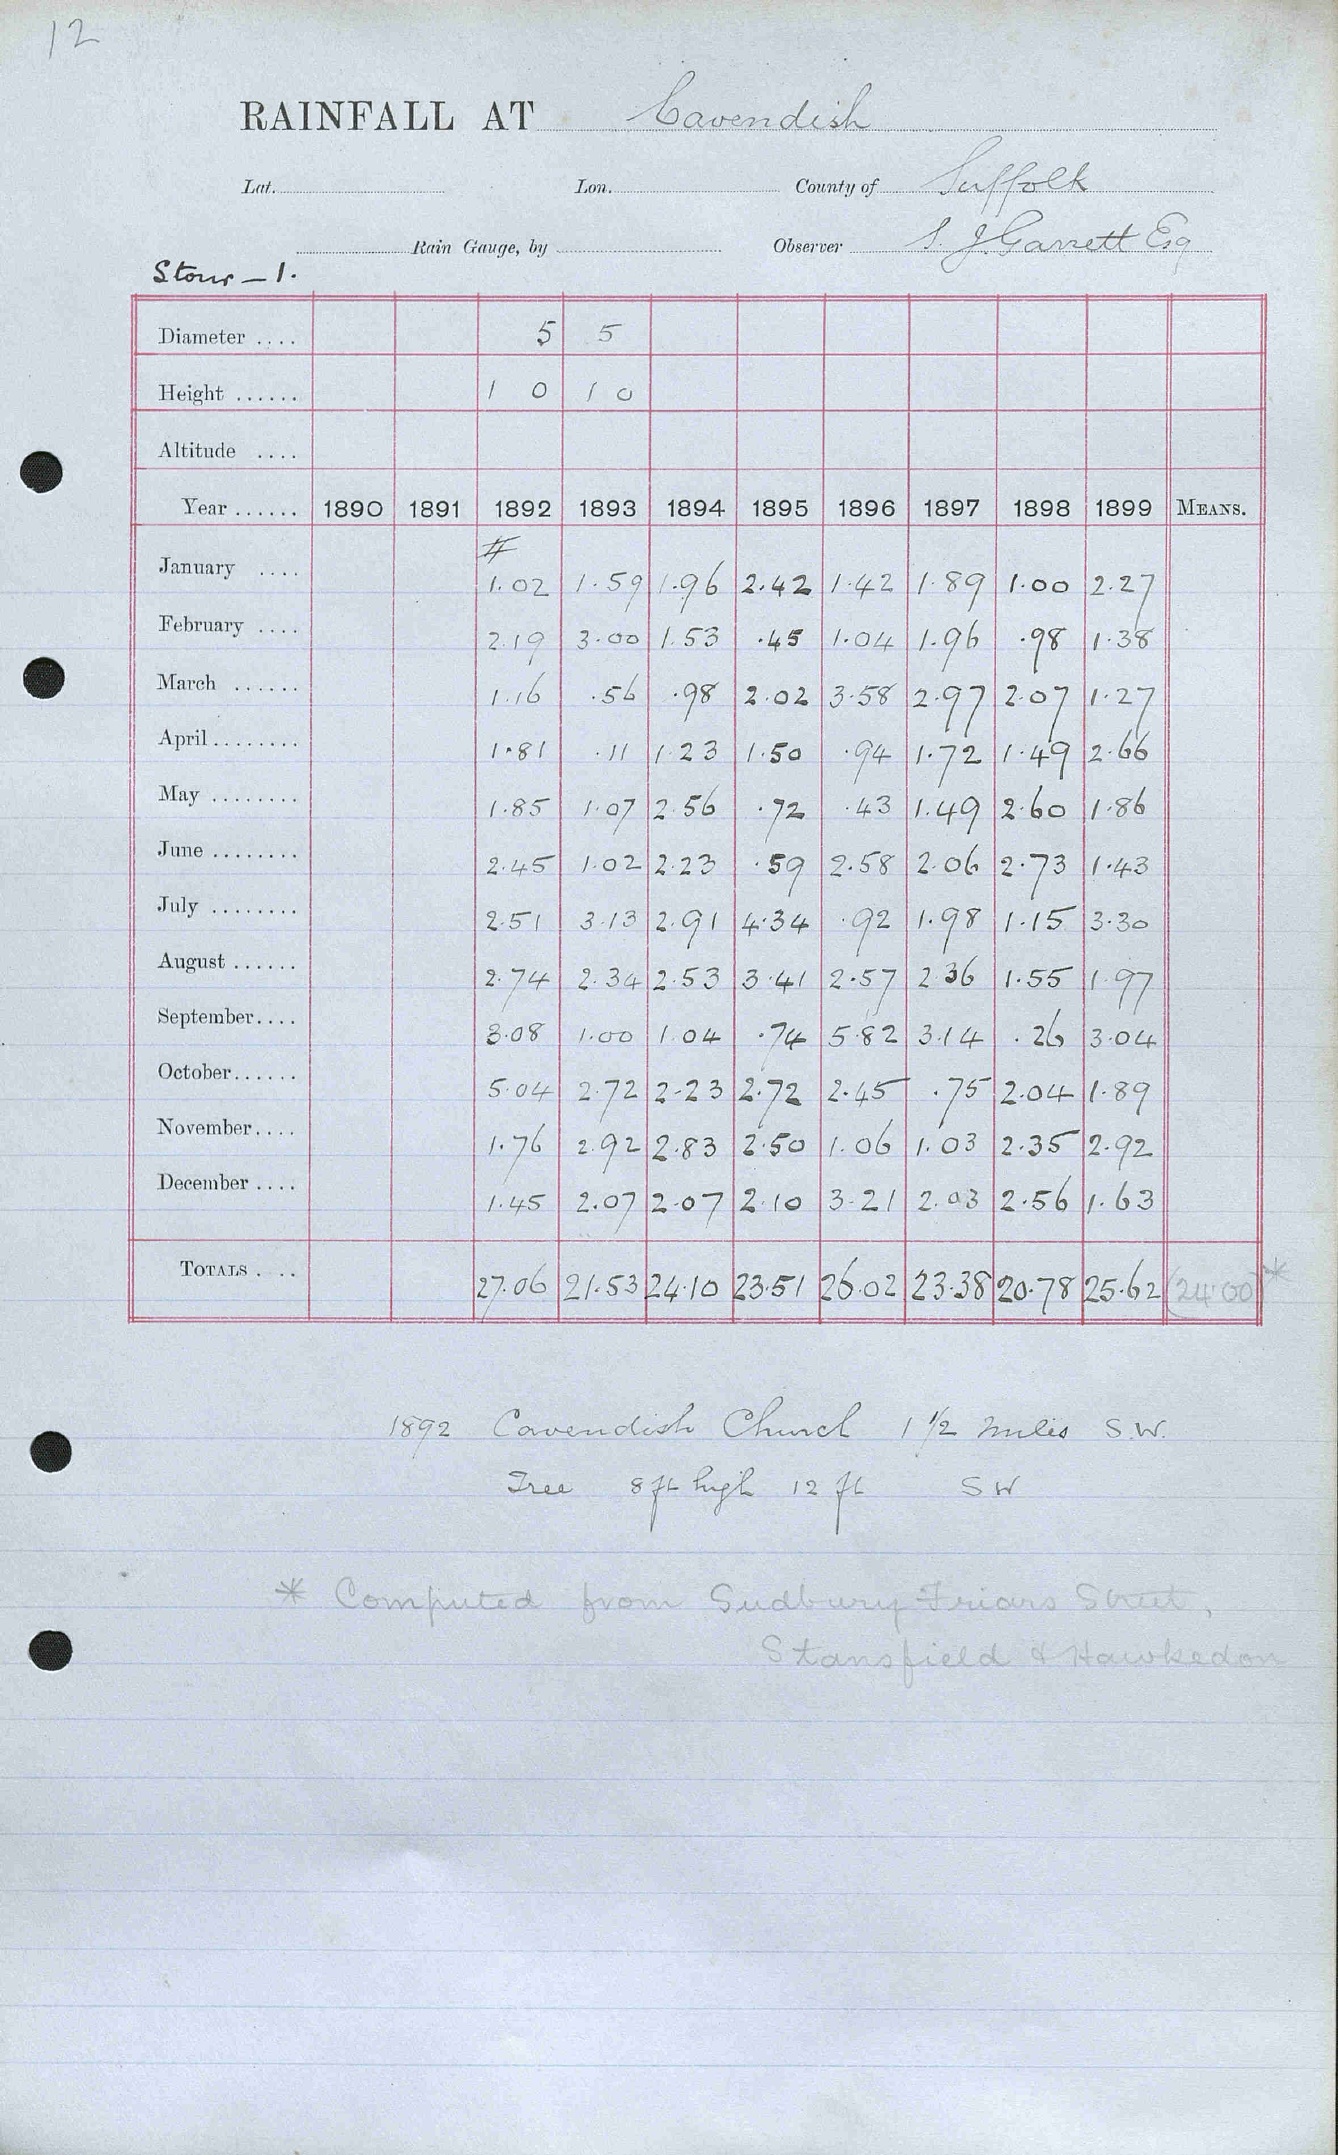 12
RAINFALL AT Cavendish
Lat. Lon. County of Suffolk
Rain Gauge, by Observer S. J. Garrett Esq
Stour - 1.
Diameter .... 5 5
Height ...... 1 0 1 0
Altitude ....
Year ...... 1890 1891 1892 1893 1894 1895 1896 1897 1898 1899 MEANS.
#
January .... 1.02 1.59 1.96 2.42 1.42 1.89 1.00 2.27
February .... 2.19 3.00 1.53 .45 1.04 1.96 .98 1.38
March ...... 1.16 .56 .98 2.02 3.58 2.97 2.07 1.27
April ........ 1.81 .11 1.23 1.50 .94 1.72 1.49 2.66
May ........ 1.85 1.07 2.56 .72 .43 1.49 2.60 1.86
June ........ 2.45 1.02 2.23 .59 2.58 2.06 2.73 1.43
July ........ 2.51 3.13 2.91 4.34 .92 1.98 1.15 3.30
August ...... 2.74 2.34 2.53 3.41 2.57 2.36 1.55 1.97
September .... 3.08 1.00 1.04 .74 5.82 3.14 .26 3.04
October ...... 5.04 2.72 2.23 2.72 2.45 .75 2.04 1.89
November .... 1.76 2.92 2.83 2.50 1.06 1.03 2.35 2.92
December .... 1.45 2.07 2.07 2.10 3.21 2.03 2.56 1.63
TOTALS .... 27.06 21.53 24.10 23.51 26.02 23.38 20.78 25.62 (24.00)*
1892 Cavendish Church 1 1/2 miles S.W.
Tree 8 ft high 12 ft SW
* Computed from Sudbury Friars Street,
Stansfield & Hawkedon